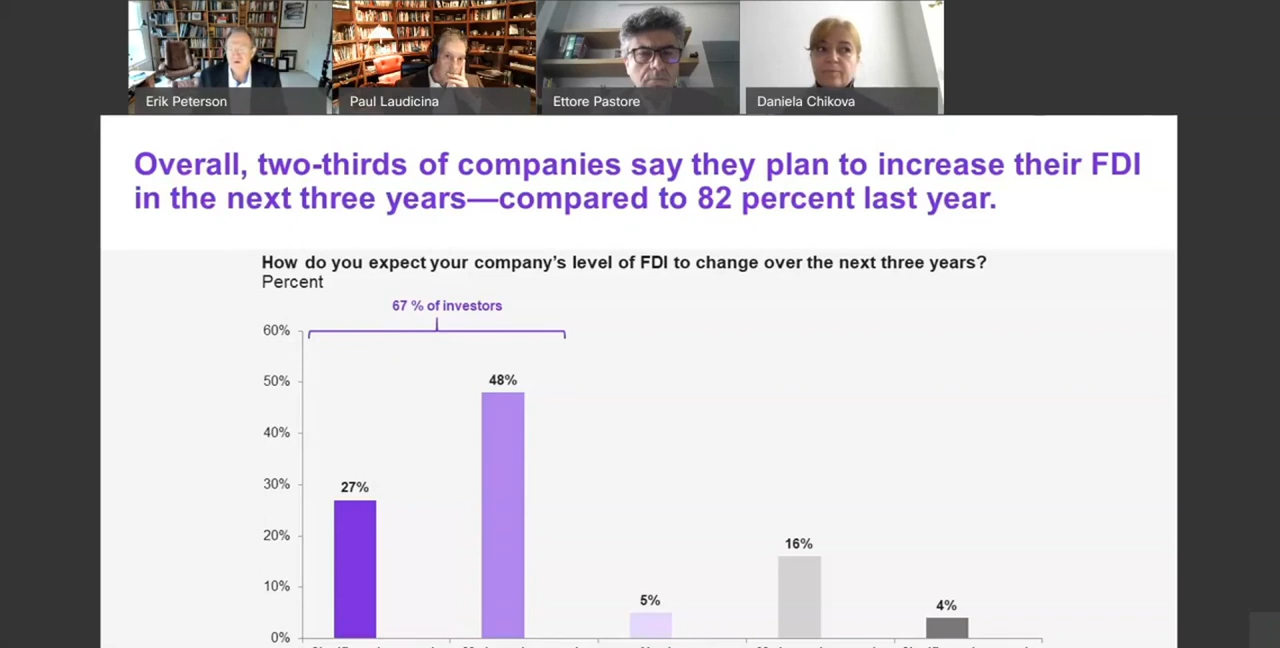 Erik Peterson
Paul Laudicina
Ettore Pastore
Daniela Chikova
Overall, two-thirds of companies say they plan to increase their FDI
in the next three years—compared to 82 percent last year.
How do you expect your company’s level of FDI to change over the next three years?
Percent
67 % of investors
60%
50%
40%
30%
20%
10%
0%
27%
48%
5%
16%
4%